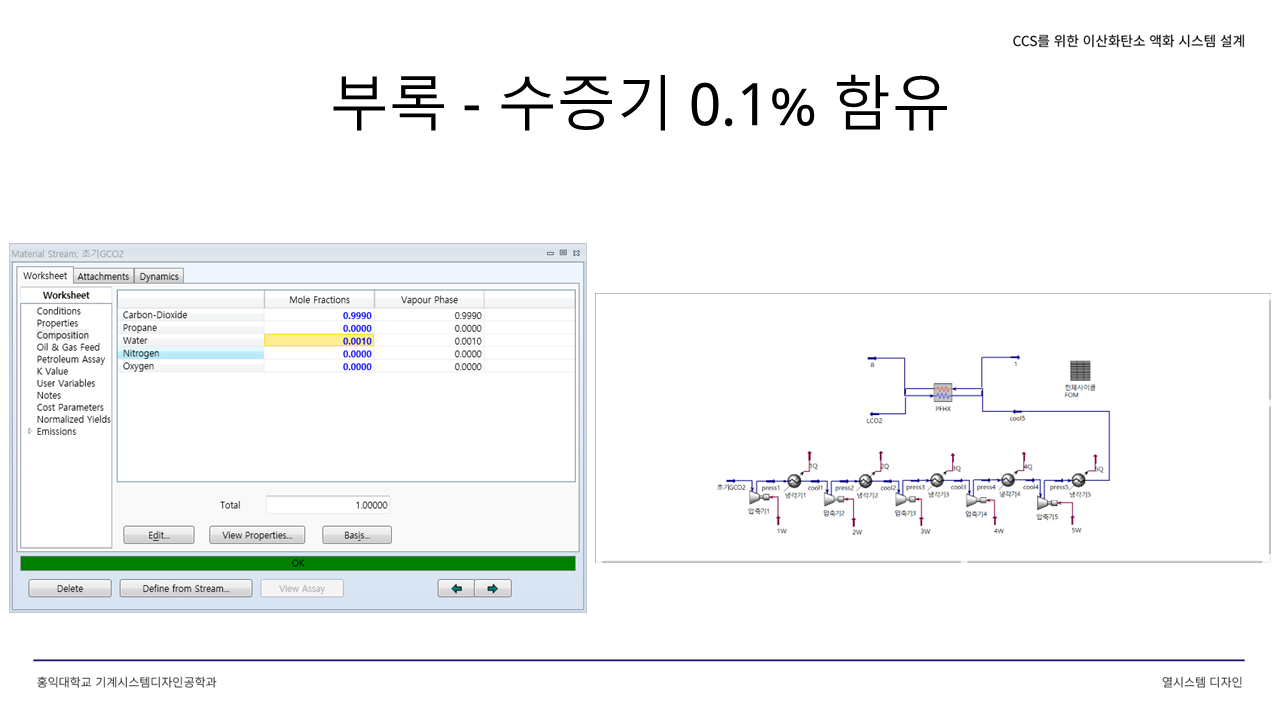 CCS를 위한 이산화탄소 액화 시스템 설계
부록 - 수증기 0.1% 함유
Material Stream: 초기GCO2
Worksheet Attachments Dynamics
Worksheet
Conditions
Properties
Composition
Oil & Gas Feed
Petroleum Assay
K Value
User Variables
Notes
Cost Parameters
Normalized Yields
Emissions
Mole Fractions Vapour Phase
Carbon-Dioxide 0.9990 0.9990
Propane 0.0000 0.0000
Water 0.0010 0.0010
Nitrogen 0.0000 0.0000
Oxygen 0.0000 0.0000
Total 1.00000
Edit... View Properties... Basis...
OK
Delete Define from Stream... View Assay
8 1
전체사이클
FOM
PFHX
LCO2 cool5
1Q 2Q 3Q 4Q 5Q
초기GCO2 press1 cool1 press2 cool2 press3 cool3 press4 cool4 press5
냉각기1 냉각기2 냉각기3 냉각기4 냉각기5
압축기1 압축기2 압축기3 압축기4 압축기5
1W 2W 3W 4W 5W
홍익대학교 기계시스템디자인공학과
열시스템 디자인